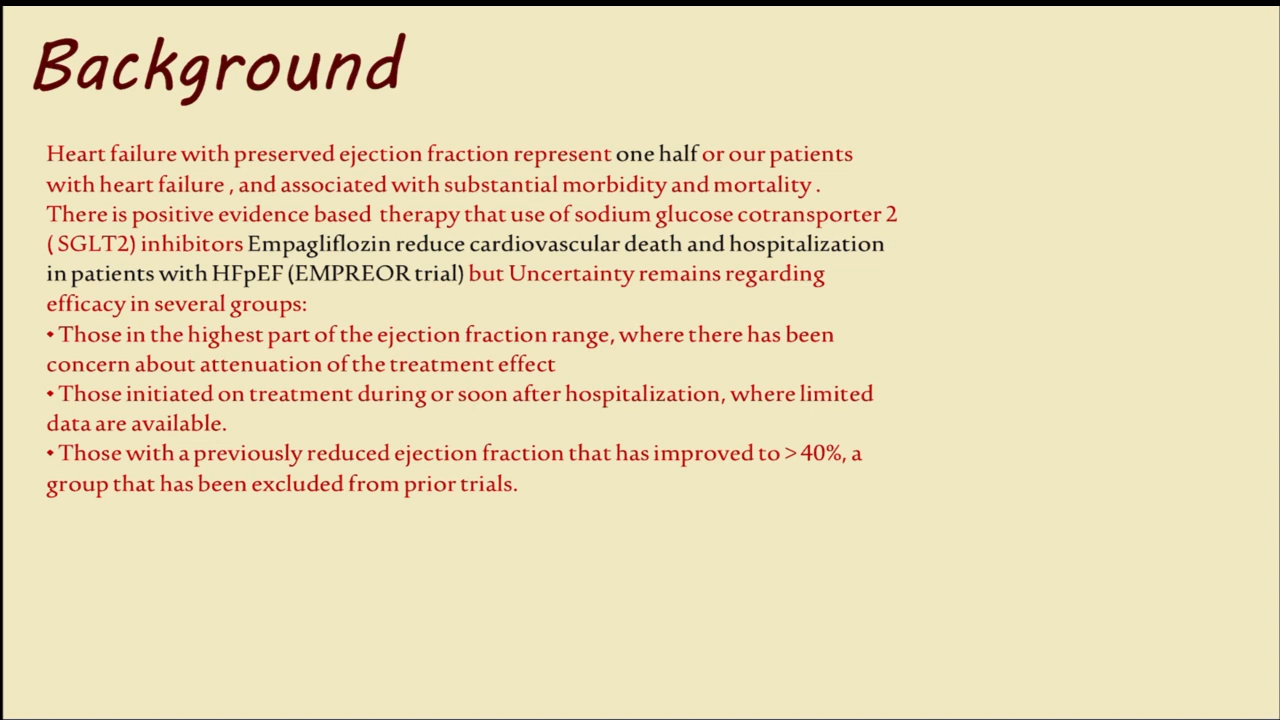 Background
Heart failure with preserved ejection fraction represent one half or our patients
with heart failure , and associated with substantial morbidity and mortality .
There is positive evidence based therapy that use of sodium glucose cotransporter 2
( SGLT2) inhibitors Empagliflozin reduce cardiovascular death and hospitalization
in patients with HFpEF (EMPREOR trial) but Uncertainty remains regarding
efficacy in several groups:
• Those in the highest part of the ejection fraction range, where there has been
concern about attenuation of the treatment effect
• Those initiated on treatment during or soon after hospitalization, where limited
data are available.
• Those with a previously reduced ejection fraction that has improved to >40%, a
group that has been excluded from prior trials.